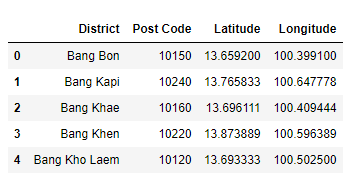 District Post Code Latitude Longitude
0 Bang Bon 10150 13.659200 100.399100
1 Bang Kapi 10240 13.765833 100.647778
2 Bang Khae 10160 13.696111 100.409444
3 Bang Khen 10220 13.873889 100.596389
4 Bang Kho Laem 10120 13.693333 100.502500